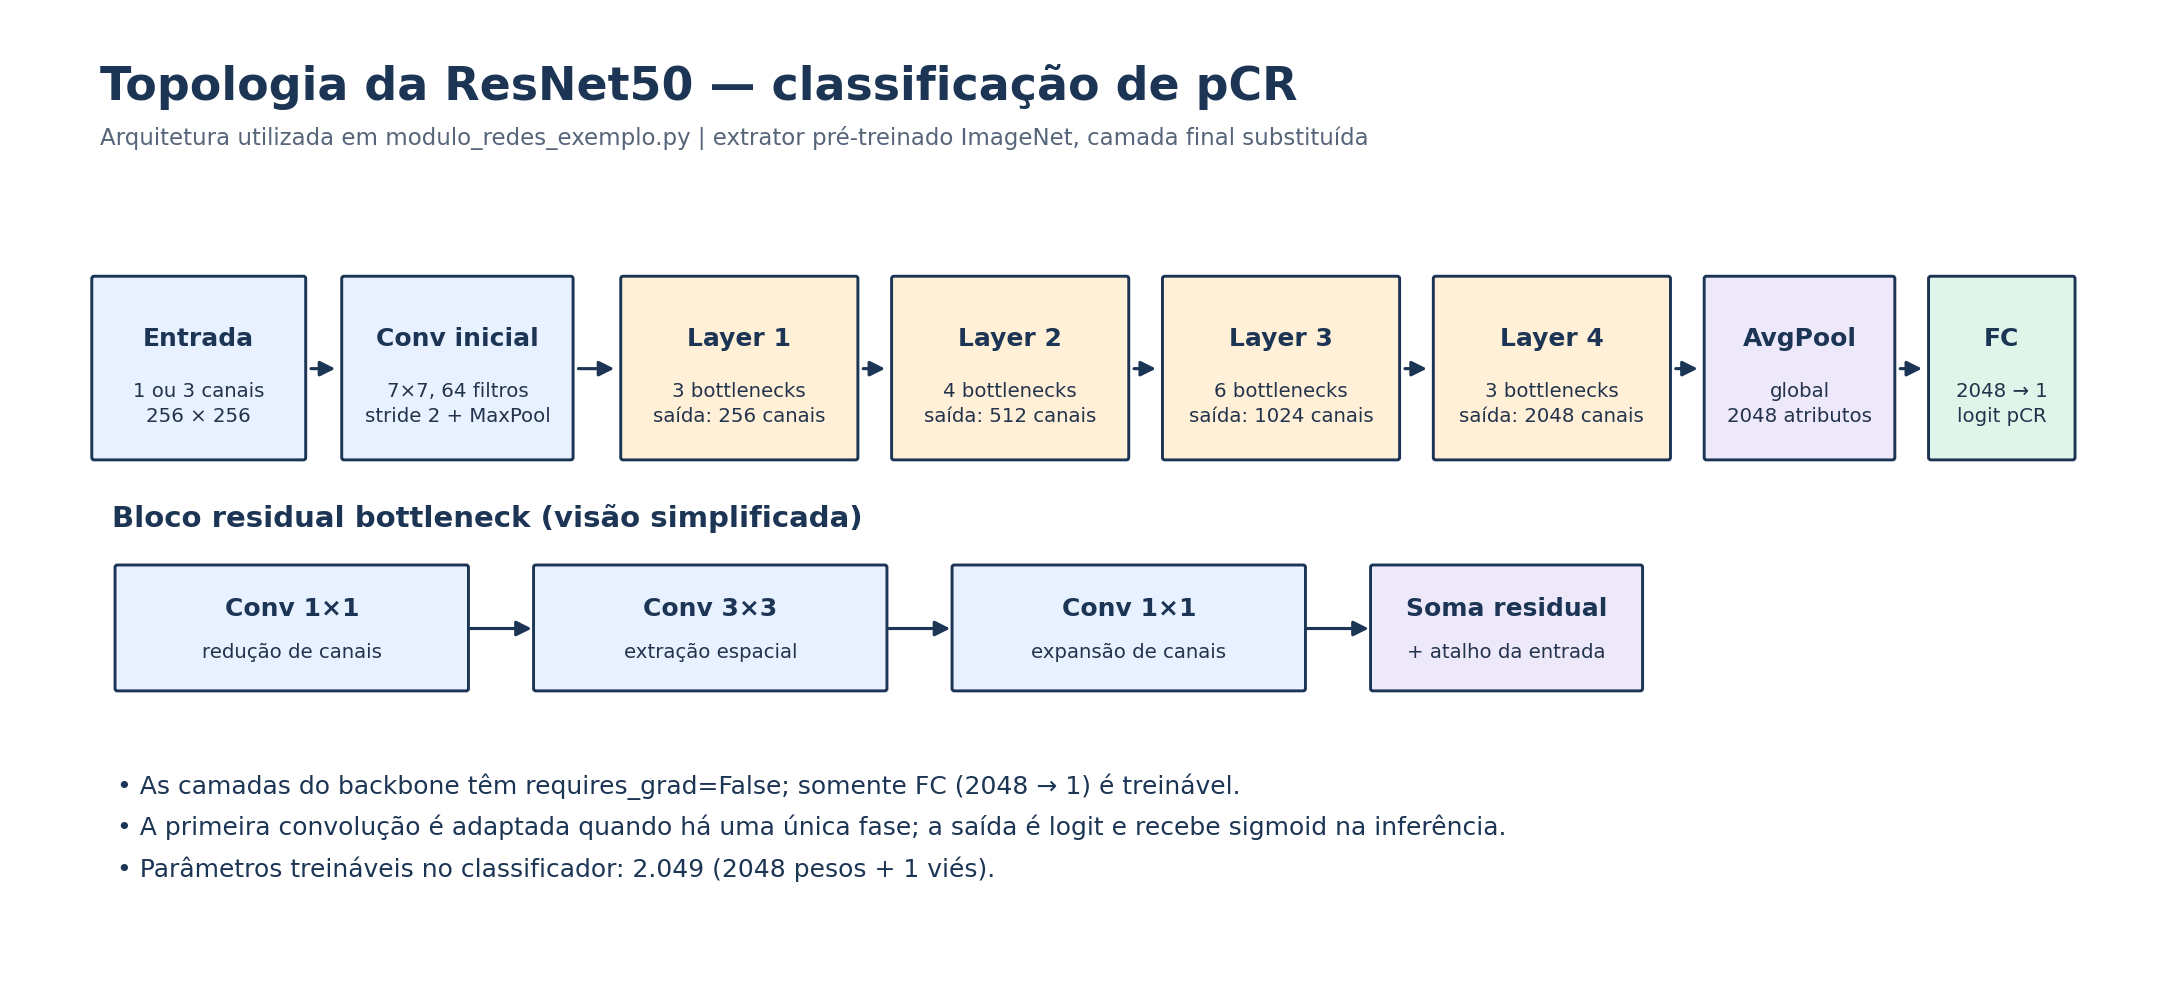 Topologia da ResNet50 — classificação de pCR
Arquitetura utilizada em modulo_redes_exemplo.py | extrator pré-treinado ImageNet, camada final substituída
Entrada
1 ou 3 canais
256 × 256
Conv inicial
7×7, 64 filtros
stride 2 + MaxPool
Layer 1
3 bottlenecks
saída: 256 canais
Layer 2
4 bottlenecks
saída: 512 canais
Layer 3
6 bottlenecks
saída: 1024 canais
Layer 4
3 bottlenecks
saída: 2048 canais
AvgPool
global
2048 atributos
FC
2048 → 1
logit pCR
Bloco residual bottleneck (visão simplificada)
Conv 1×1
redução de canais
Conv 3×3
extração espacial
Conv 1×1
expansão de canais
Soma residual
+ atalho da entrada
• As camadas do backbone têm requires_grad=False; somente FC (2048 → 1) é treinável.
• A primeira convolução é adaptada quando há uma única fase; a saída é logit e recebe sigmoid na inferência.
• Parâmetros treináveis no classificador: 2.049 (2048 pesos + 1 viés).